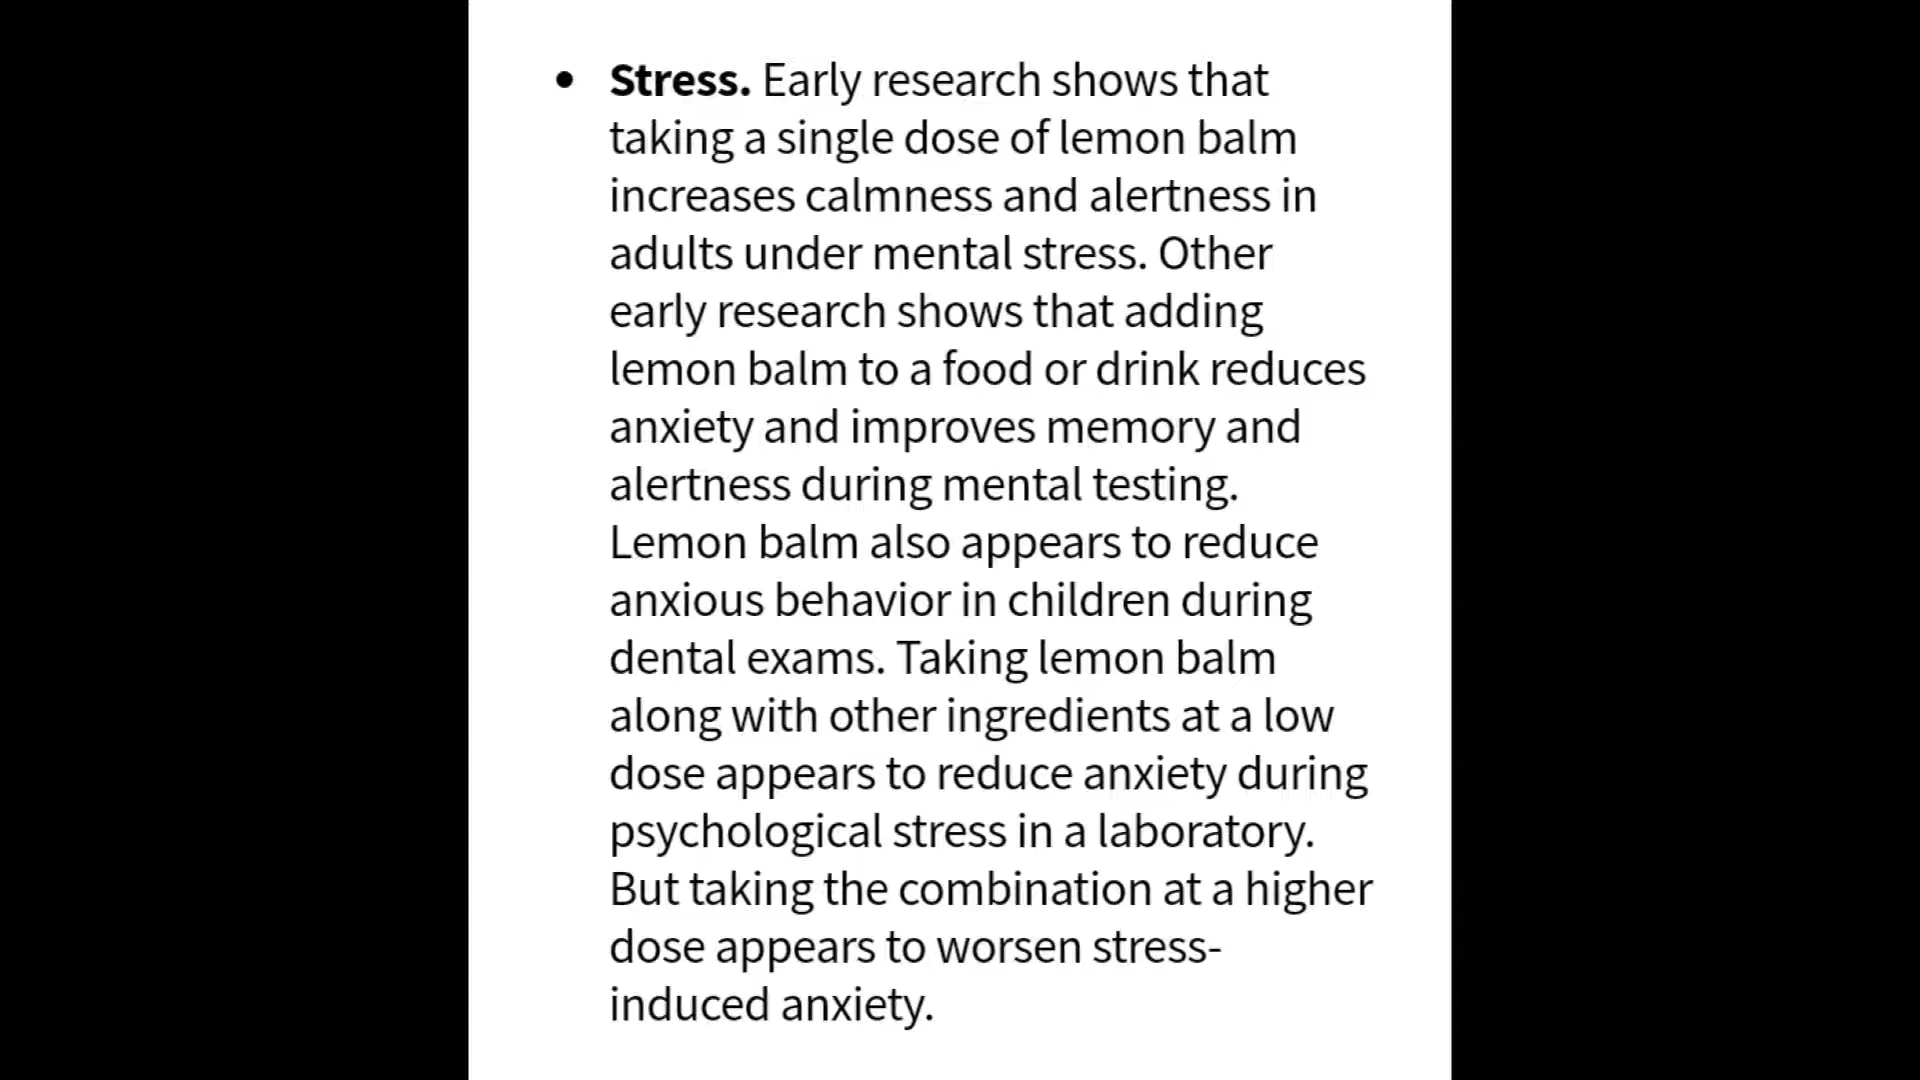 • Stress. Early research shows that
taking a single dose of lemon balm
increases calmness and alertness in
adults under mental stress. Other
early research shows that adding
lemon balm to a food or drink reduces
anxiety and improves memory and
alertness during mental testing.
Lemon balm also appears to reduce
anxious behavior in children during
dental exams. Taking lemon balm
along with other ingredients at a low
dose appears to reduce anxiety during
psychological stress in a laboratory.
But taking the combination at a higher
dose appears to worsen stress-
induced anxiety.